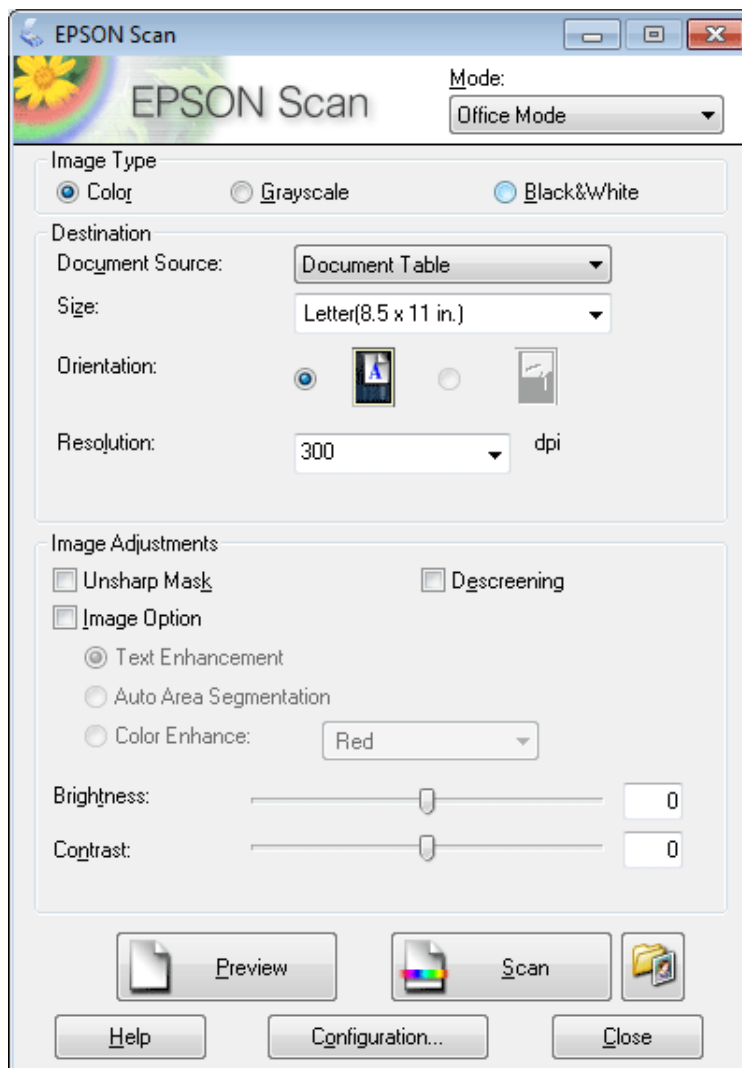 EPSON Scan
EPSON Scan
Mode:
Office Mode
Image Type
Color Grayscale Black&White
Destination
Document Source: Document Table
Size: Letter(8.5 x 11 in.)
Orientation: A
Resolution: 300 dpi
Image Adjustments
Unsharp Mask Descreening
Image Option
Text Enhancement
Auto Area Segmentation
Color Enhance: Red
Brightness: 0
Contrast: 0
Preview Scan
Help Configuration... Close